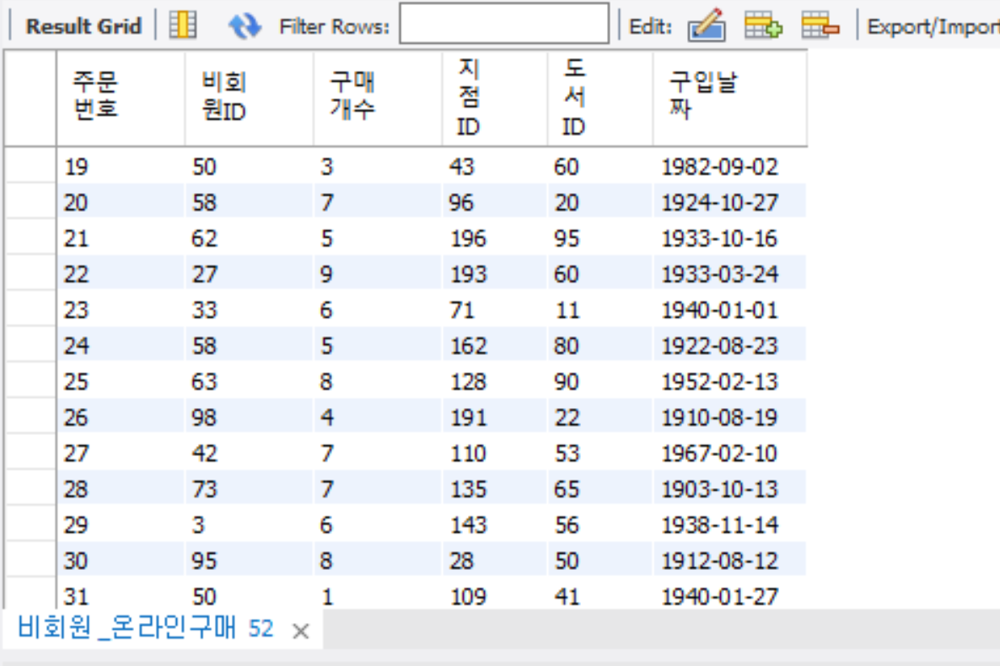 Result Grid Filter Rows: Edit: Export/Import
주문 비회 구매 지 도 구입날
번호 원ID 개수 점 서 짜
ID ID
19 50 3 43 60 1982-09-02
20 58 7 96 20 1924-10-27
21 62 5 196 95 1933-10-16
22 27 9 193 60 1933-03-24
23 33 6 71 11 1940-01-01
24 58 5 162 80 1922-08-23
25 63 8 128 90 1952-02-13
26 98 4 191 22 1910-08-19
27 42 7 110 53 1967-02-10
28 73 7 135 65 1903-10-13
29 3 6 143 56 1938-11-14
30 95 8 28 50 1912-08-12
31 50 1 109 41 1940-01-27
비회원_온라인구매 52